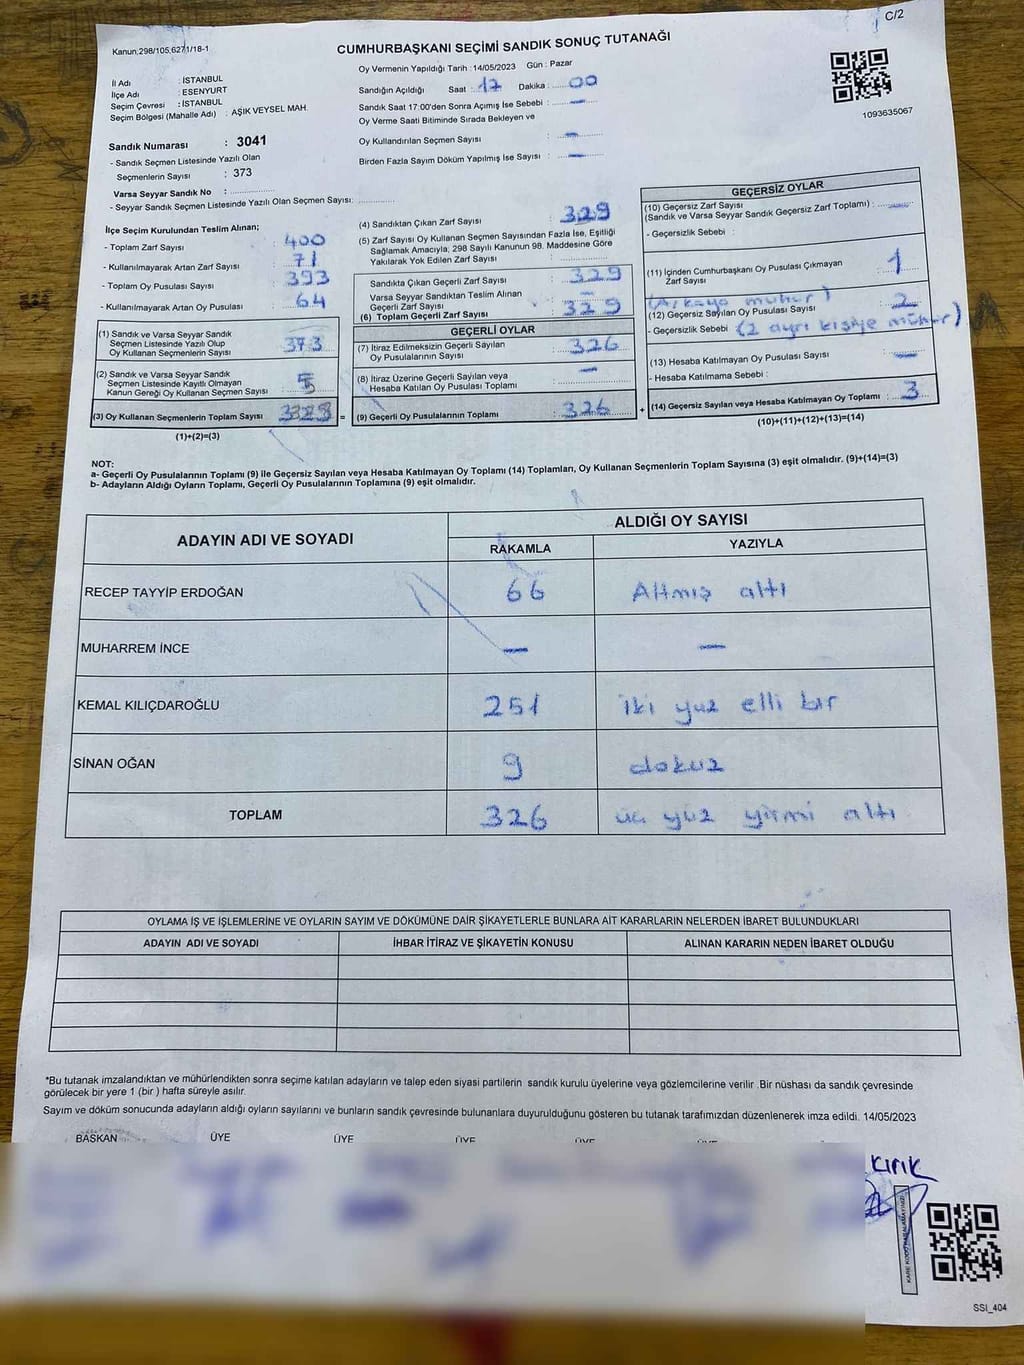 C/2
Kanun;298/105,6271/18-1
CUMHURBAŞKANI SEÇİMİ SANDIK SONUÇ TUTANAĞI
İl Adı : İSTANBUL
İlçe Adı : ESENYURT
Seçim Çevresi : İSTANBUL
Seçim Bölgesi (Mahalle Adı) : AŞIK VEYSEL MAH.
Sandık Numarası : 3041
- Sandık Seçmen Listesinde Yazılı Olan
Seçmenlerin Sayısı : 373
Varsa Seyyar Sandık No :
- Seyyar Sandık Seçmen Listesinde Yazılı Olan Seçmen Sayısı:
Oy Vermenin Yapıldığı Tarih : 14/05/2023 Gün : Pazar
Sandığın Açıldığı Saat : 17 Dakika : 00
Sandık Saat 17:00'den Sonra Açımış İse Sebebi : —
Oy Verme Saati Bitiminde Sırada Bekleyen ve
Oy Kullandırılan Seçmen Sayısı : —
Birden Fazla Sayım Döküm Yapılmış İse Sayısı : —
1093635067
İlçe Seçim Kurulundan Teslim Alınan;
- Toplam Zarf Sayısı : 400
- Kullanılmayarak Artan Zarf Sayısı : 71
- Toplam Oy Pusulası Sayısı : 393
- Kullanılmayarak Artan Oy Pusulası : 64
(1) Sandık ve Varsa Seyyar Sandık
Seçmen Listesinde Yazılı Olup
Oy Kullanan Seçmenlerin Sayısı : 373
(2) Sandık ve Varsa Seyyar Sandık
Seçmen Listesinde Kayıtlı Olmayan
Kanun Gereği Oy Kullanan Seçmen Sayısı : 5
(3) Oy Kullanan Seçmenlerin Toplam Sayısı =
(1)+(2)=(3)
(4) Sandıktan Çıkan Zarf Sayısı : 329
(5) Zarf Sayısı Oy Kullanan Seçmen Sayısından Fazla İse, Eşitliği
Sağlamak Amacıyla; 298 Sayılı Kanunun 98. Maddesine Göre
Yakılarak Yok Edilen Zarf Sayısı :
Sandıkta Çıkan Geçerli Zarf Sayısı : 329
Varsa Seyyar Sandıktan Teslim Alınan
Geçerli Zarf Sayısı : —
(6) Toplam Geçerli Zarf Sayısı : 329
GEÇERLİ OYLAR
(7) İtiraz Edilmeksizin Geçerli Sayılan
Oy Pusulalarının Sayısı : 326
(8) İtiraz Üzerine Geçerli Sayılan veya
Hesaba Katılan Oy Pusulası Toplamı : —
(9) Geçerli Oy Pusulalarının Toplamı : 326 +
GEÇERSİZ OYLAR
(10) Geçersiz Zarf Sayısı
(Sandık ve Varsa Seyyar Sandık Geçersiz Zarf Toplamı) : —
- Geçersizlik Sebebi :
(11) İçinden Cumhurbaşkanı Oy Pusulası Çıkmayan
Zarf Sayısı : 1
(Arkaya mühür)
(12) Geçersiz Sayılan Oy Pusulası Sayısı : 2
- Geçersizlik Sebebi (2 ayrı kişiye mühür)
(13) Hesaba Katılmayan Oy Pusulası Sayısı : —
- Hesaba Katılmama Sebebi :
(14) Geçersiz Sayılan veya Hesaba Katılmayan Oy Toplamı : 3
(10)+(11)+(12)+(13)=(14)
NOT:
a- Geçerli Oy Pusulalarının Toplamı (9) ile Geçersiz Sayılan veya Hesaba Katılmayan Oy Toplamı (14) Toplamları, Oy Kullanan Seçmenlerin Toplam Sayısına (3) eşit olmalıdır. (9)+(14)=(3)
b- Adayların Aldığı Oyların Toplamı, Geçerli Oy Pusulalarının Toplamına (9) eşit olmalıdır.
ADAYIN ADI VE SOYADI
ALDIĞI OY SAYISI
RAKAMLA YAZIYLA
RECEP TAYYİP ERDOĞAN 66 Altmış altı
MUHARREM İNCE — —
KEMAL KILIÇDAROĞLU 251 iki yüz elli bir
SİNAN OĞAN 9 dokuz
TOPLAM 326 üç yüz yirmi altı
OYLAMA İŞ VE İŞLEMLERİNE VE OYLARIN SAYIM VE DÖKÜMÜNE DAİR ŞİKAYETLERLE BUNLARA AİT KARARLARIN NELERDEN İBARET BULUNDUKLARI
ADAYIN ADI VE SOYADI İHBAR İTİRAZ VE ŞİKAYETİN KONUSU ALINAN KARARIN NEDEN İBARET OLDUĞU
*Bu tutanak imzalandıktan ve mühürlendikten sonra seçime katılan adayların ve talep eden siyasi partilerin sandık kurulu üyelerine veya gözlemcilerine verilir .Bir nüshası da sandık çevresinde
görülecek bir yere 1 (bir ) hafta süreyle asılır.
Sayım ve döküm sonucunda adayların aldığı oyların sayılarını ve bunların sandık çevresinde bulunanlara duyurulduğunu gösteren bu tutanak tarafımızdan düzenlenerek imza edildi. 14/05/2023
BAŞKAN ÜYE ÜYE ÜYE ÜYE ÜYE
Kırık
SSI_404